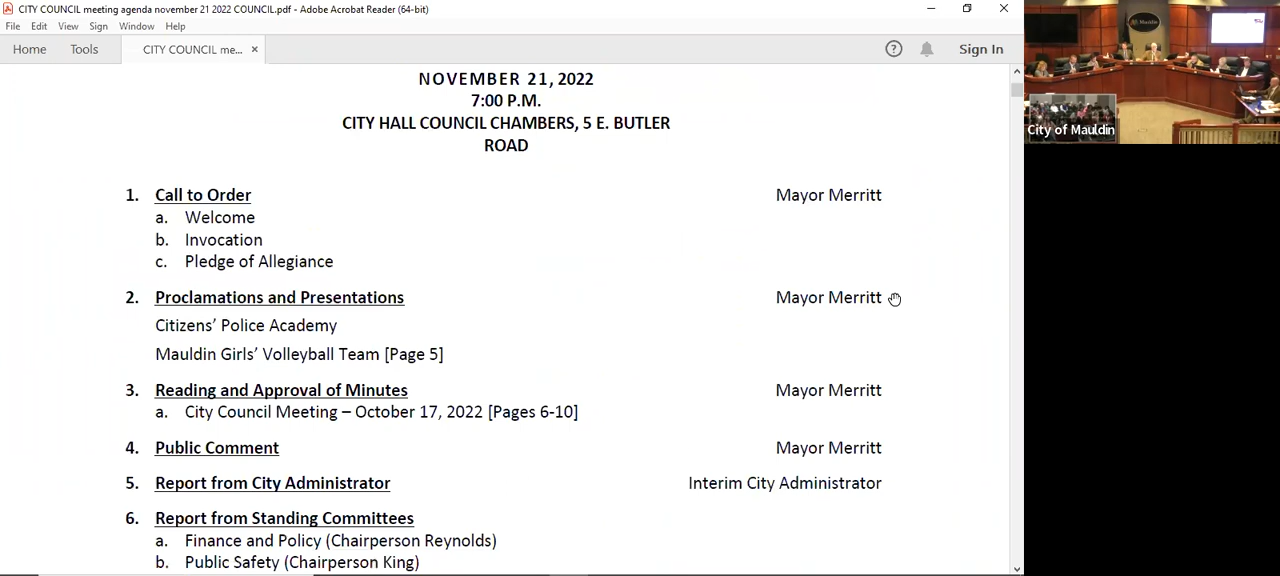 CITY COUNCIL meeting agenda november 21 2022 COUNCIL.pdf - Adobe Acrobat Reader (64-bit)
File Edit View Sign Window Help
Home Tools CITY COUNCIL me... × Sign In
NOVEMBER 21, 2022
7:00 P.M.
CITY HALL COUNCIL CHAMBERS, 5 E. BUTLER
ROAD
1. Call to Order Mayor Merritt
a. Welcome
b. Invocation
c. Pledge of Allegiance
2. Proclamations and Presentations Mayor Merritt
Citizens’ Police Academy
Mauldin Girls’ Volleyball Team [Page 5]
3. Reading and Approval of Minutes Mayor Merritt
a. City Council Meeting – October 17, 2022 [Pages 6-10]
4. Public Comment Mayor Merritt
5. Report from City Administrator Interim City Administrator
6. Report from Standing Committees
a. Finance and Policy (Chairperson Reynolds)
b. Public Safety (Chairperson King)
Mauldin
City of Mauldin